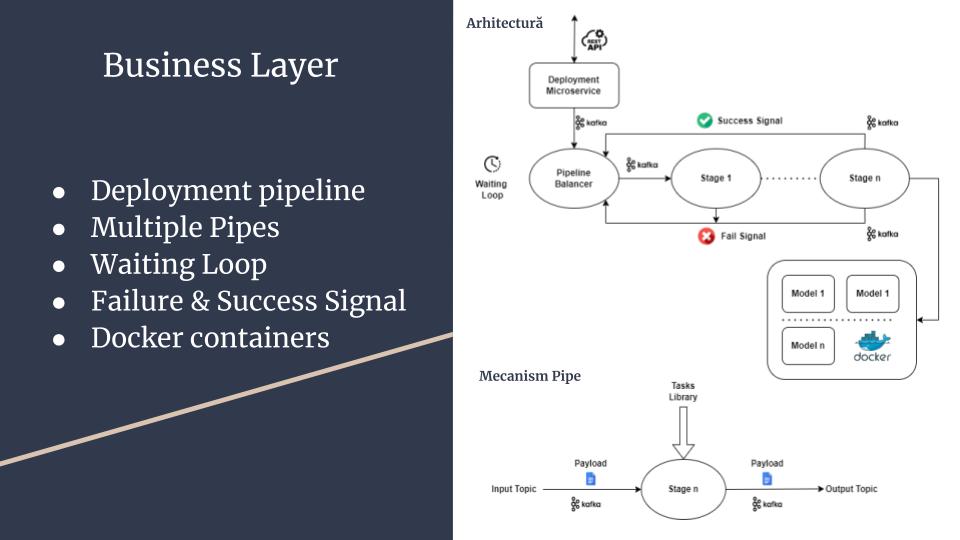 Business Layer
● Deployment pipeline
● Multiple Pipes
● Waiting Loop
● Failure & Success Signal
● Docker containers
Arhitectură
REST
API
Deployment
Microservice
kafka
Success Signal
kafka
Waiting
Loop
Pipeline
Balancer
kafka
Stage 1
Stage n
Fail Signal
kafka
Model 1
Model 1
Model n
docker
Mecanism Pipe
Tasks
Library
Payload
Payload
Input Topic
Stage n
Output Topic
kafka
kafka